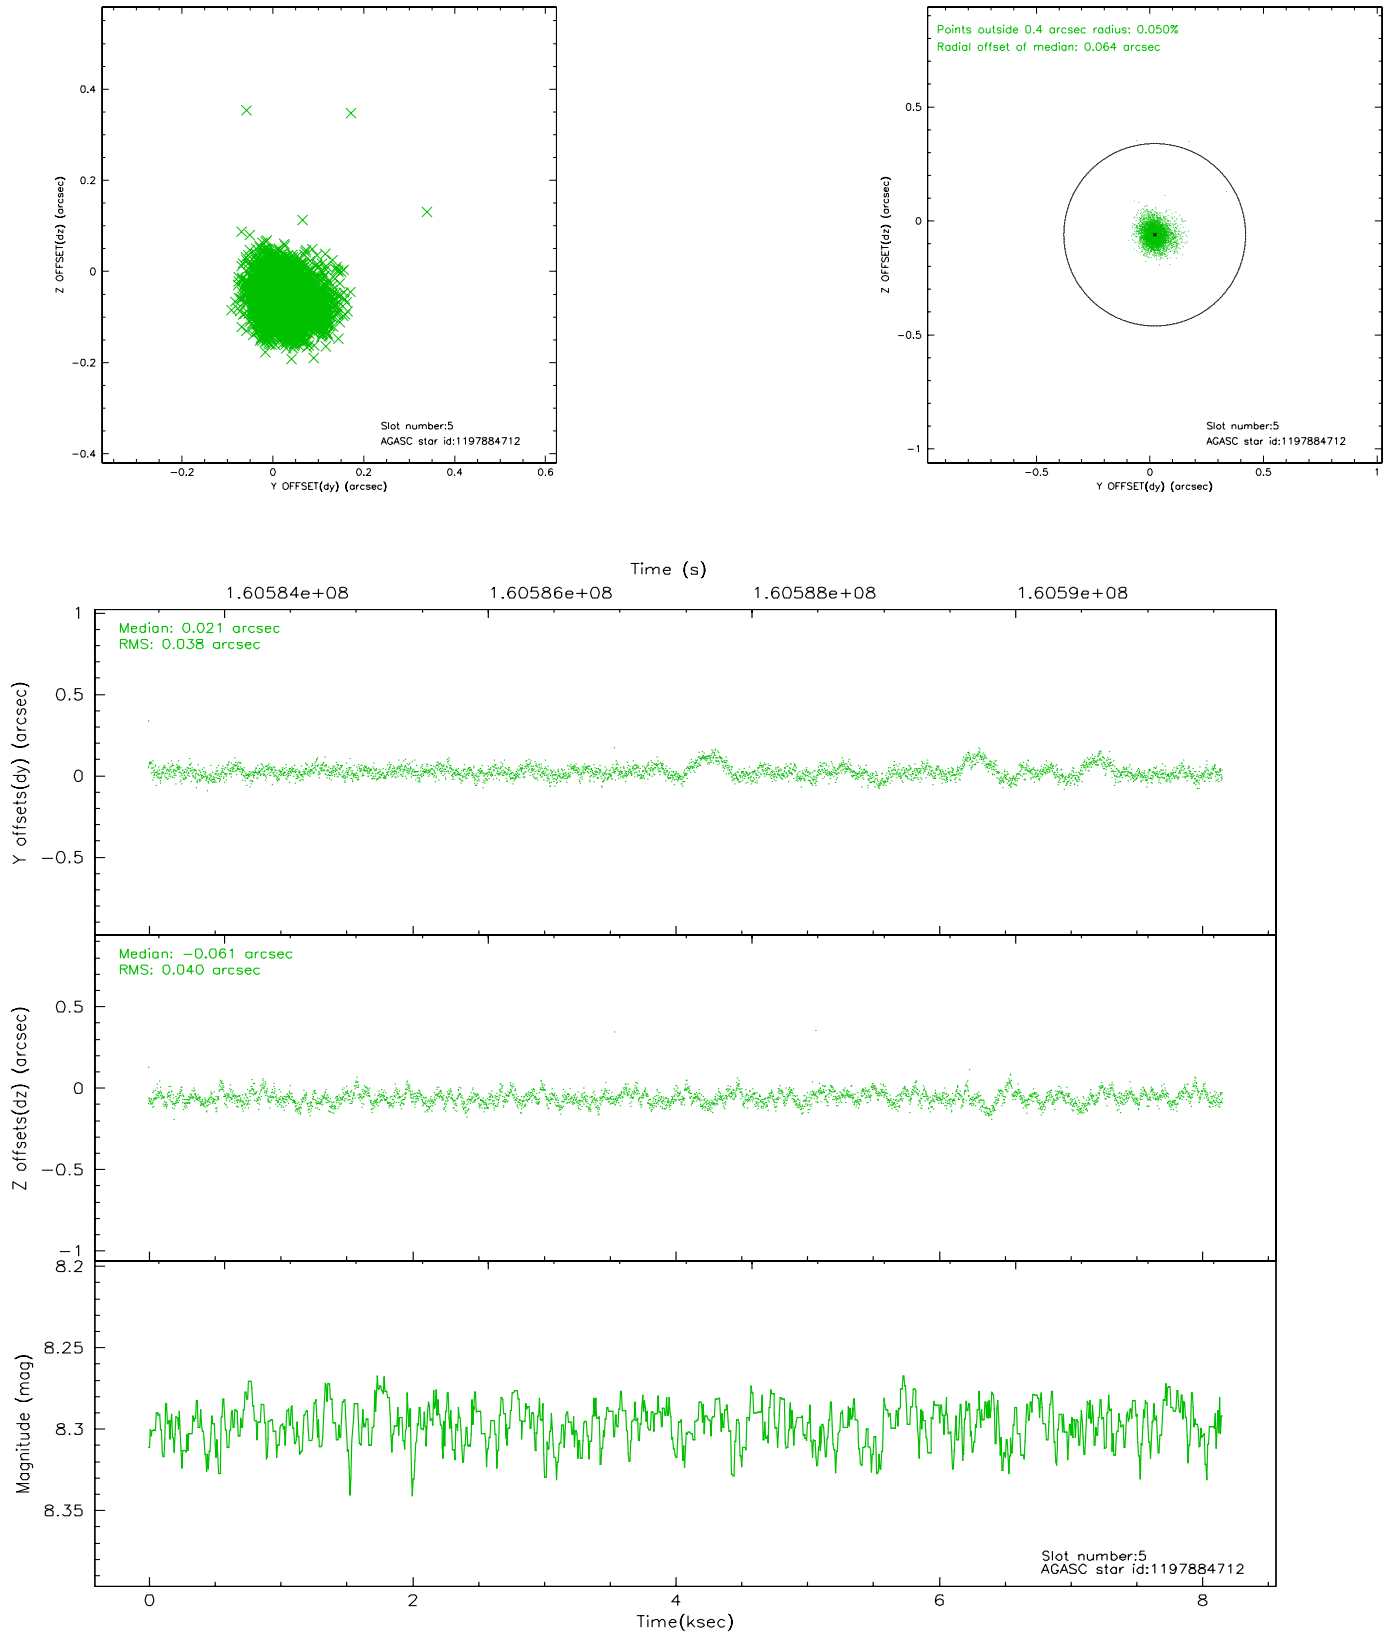 0.4
0.2
0
−0.2
−0.4
−0.2
0
0.2
0.4
0.6
Z OFFSET(dz) (arcsec)
Y OFFSET(dy) (arcsec)
Slot number:5
AGASC star id:1197884712
Points outside 0.4 arcsec radius: 0.050%
Radial offset of median: 0.064 arcsec
0.5
0
−0.5
−1
−0.5
0
0.5
1
Z OFFSET(dz) (arcsec)
Y OFFSET(dy) (arcsec)
Slot number:5
AGASC star id:1197884712
Time (s)
1.60584e+08
1.60586e+08
1.60588e+08
1.6059e+08
Median: 0.021 arcsec
RMS: 0.038 arcsec
1
0.5
0
−0.5
Y offsets(dy) (arcsec)
Median: −0.061 arcsec
RMS: 0.040 arcsec
0.5
0
−0.5
−1
Z offsets(dz) (arcsec)
8.2
8.25
8.3
8.35
Magnitude (mag)
Slot number:5
AGASC star id:1197884712
0
2
4
6
8
Time(ksec)